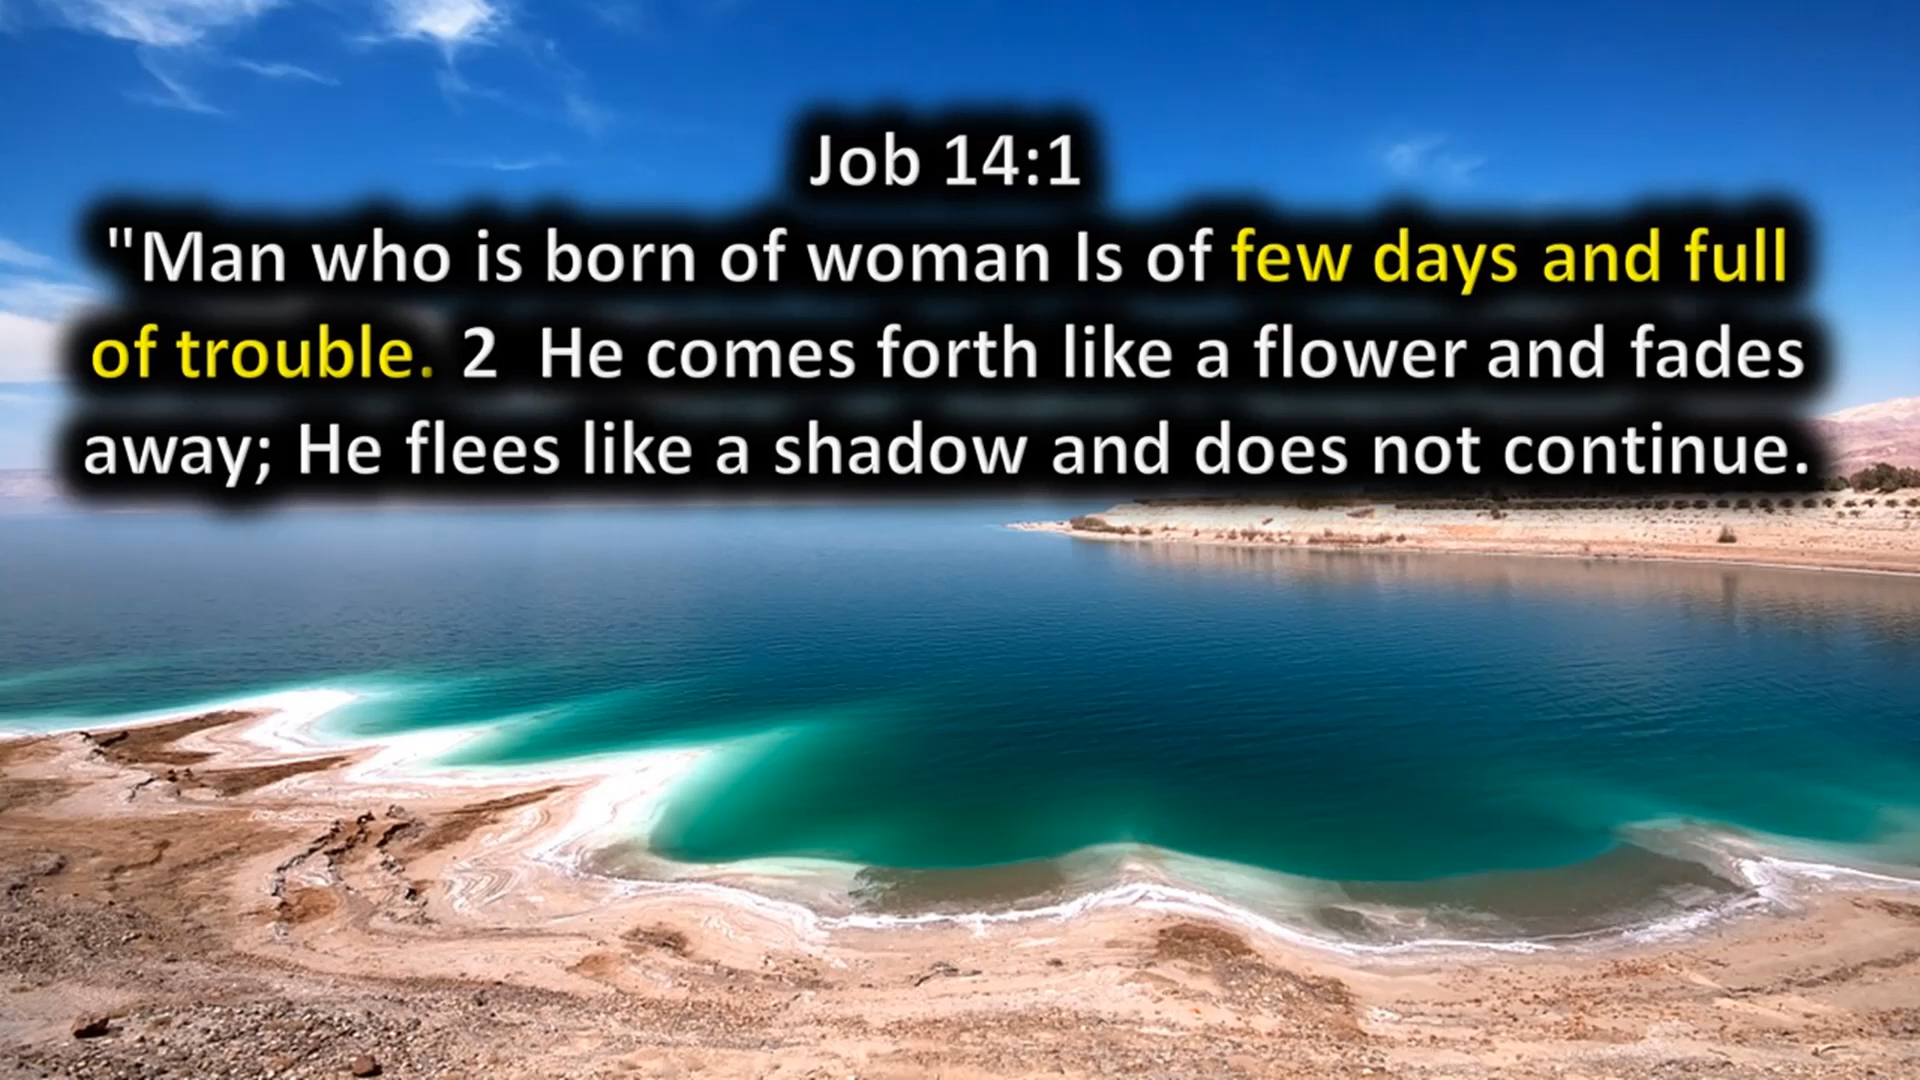 Job 14:1
"Man who is born of woman Is of few days and full
of trouble. 2  He comes forth like a flower and fades
away; He flees like a shadow and does not continue.